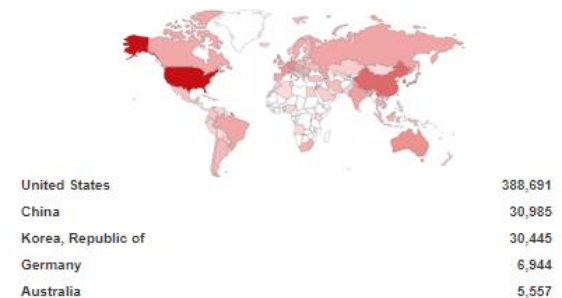 United States 388,691
China 30,985
Korea, Republic of 30,445
Germany 6,944
Australia 5,557